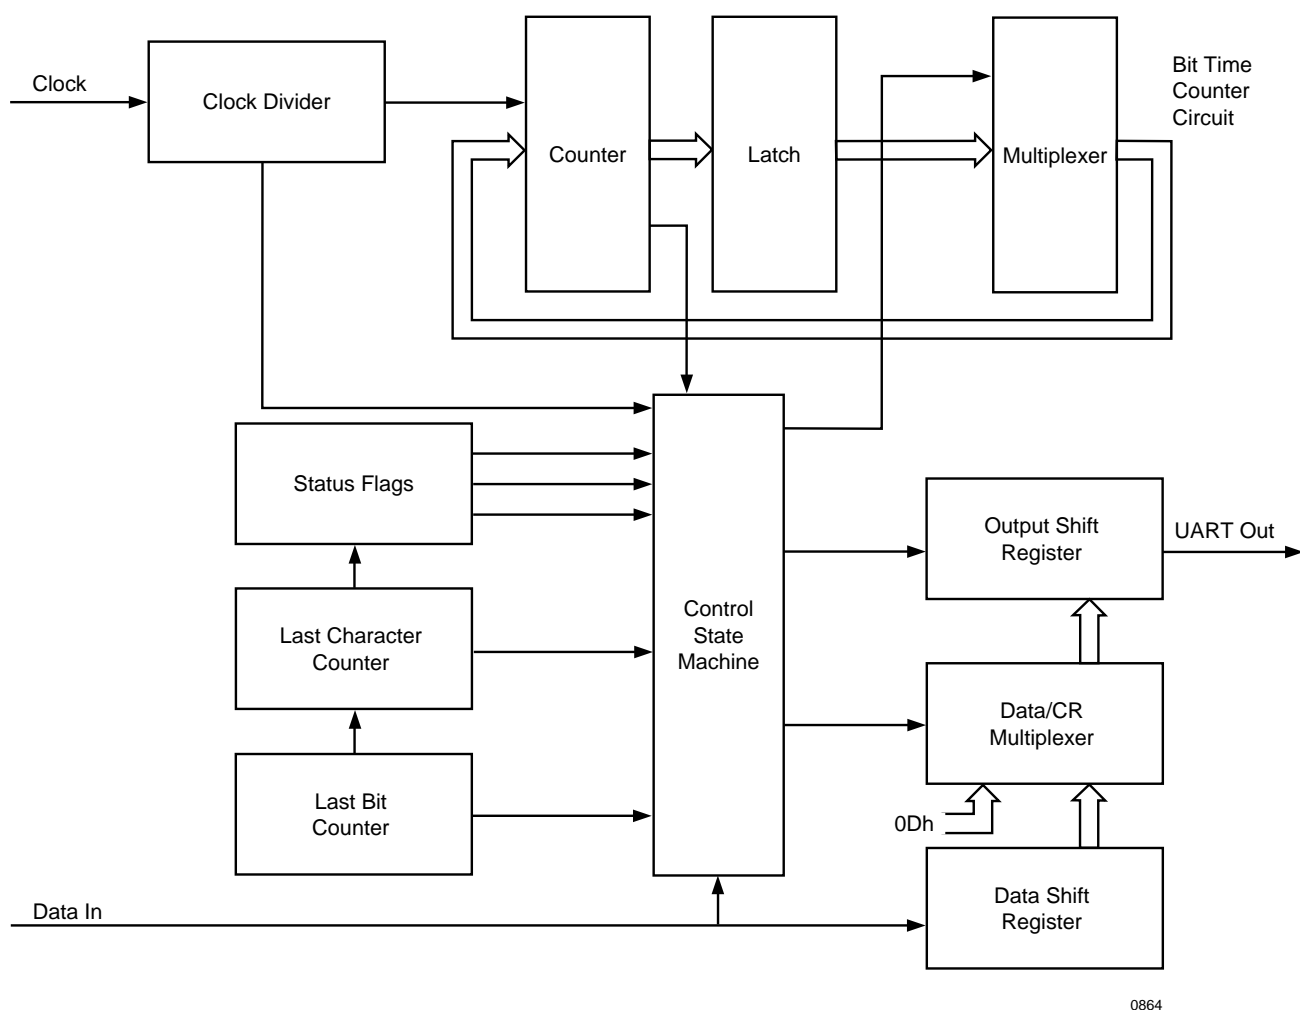 Clock
Clock Divider
Counter
Latch
Multiplexer
Bit Time
Counter
Circuit
Status Flags
Last Character
Counter
Last Bit
Counter
Control
State
Machine
Output Shift
Register
UART Out
Data/CR
Multiplexer
0Dh
Data Shift
Register
Data In
0864